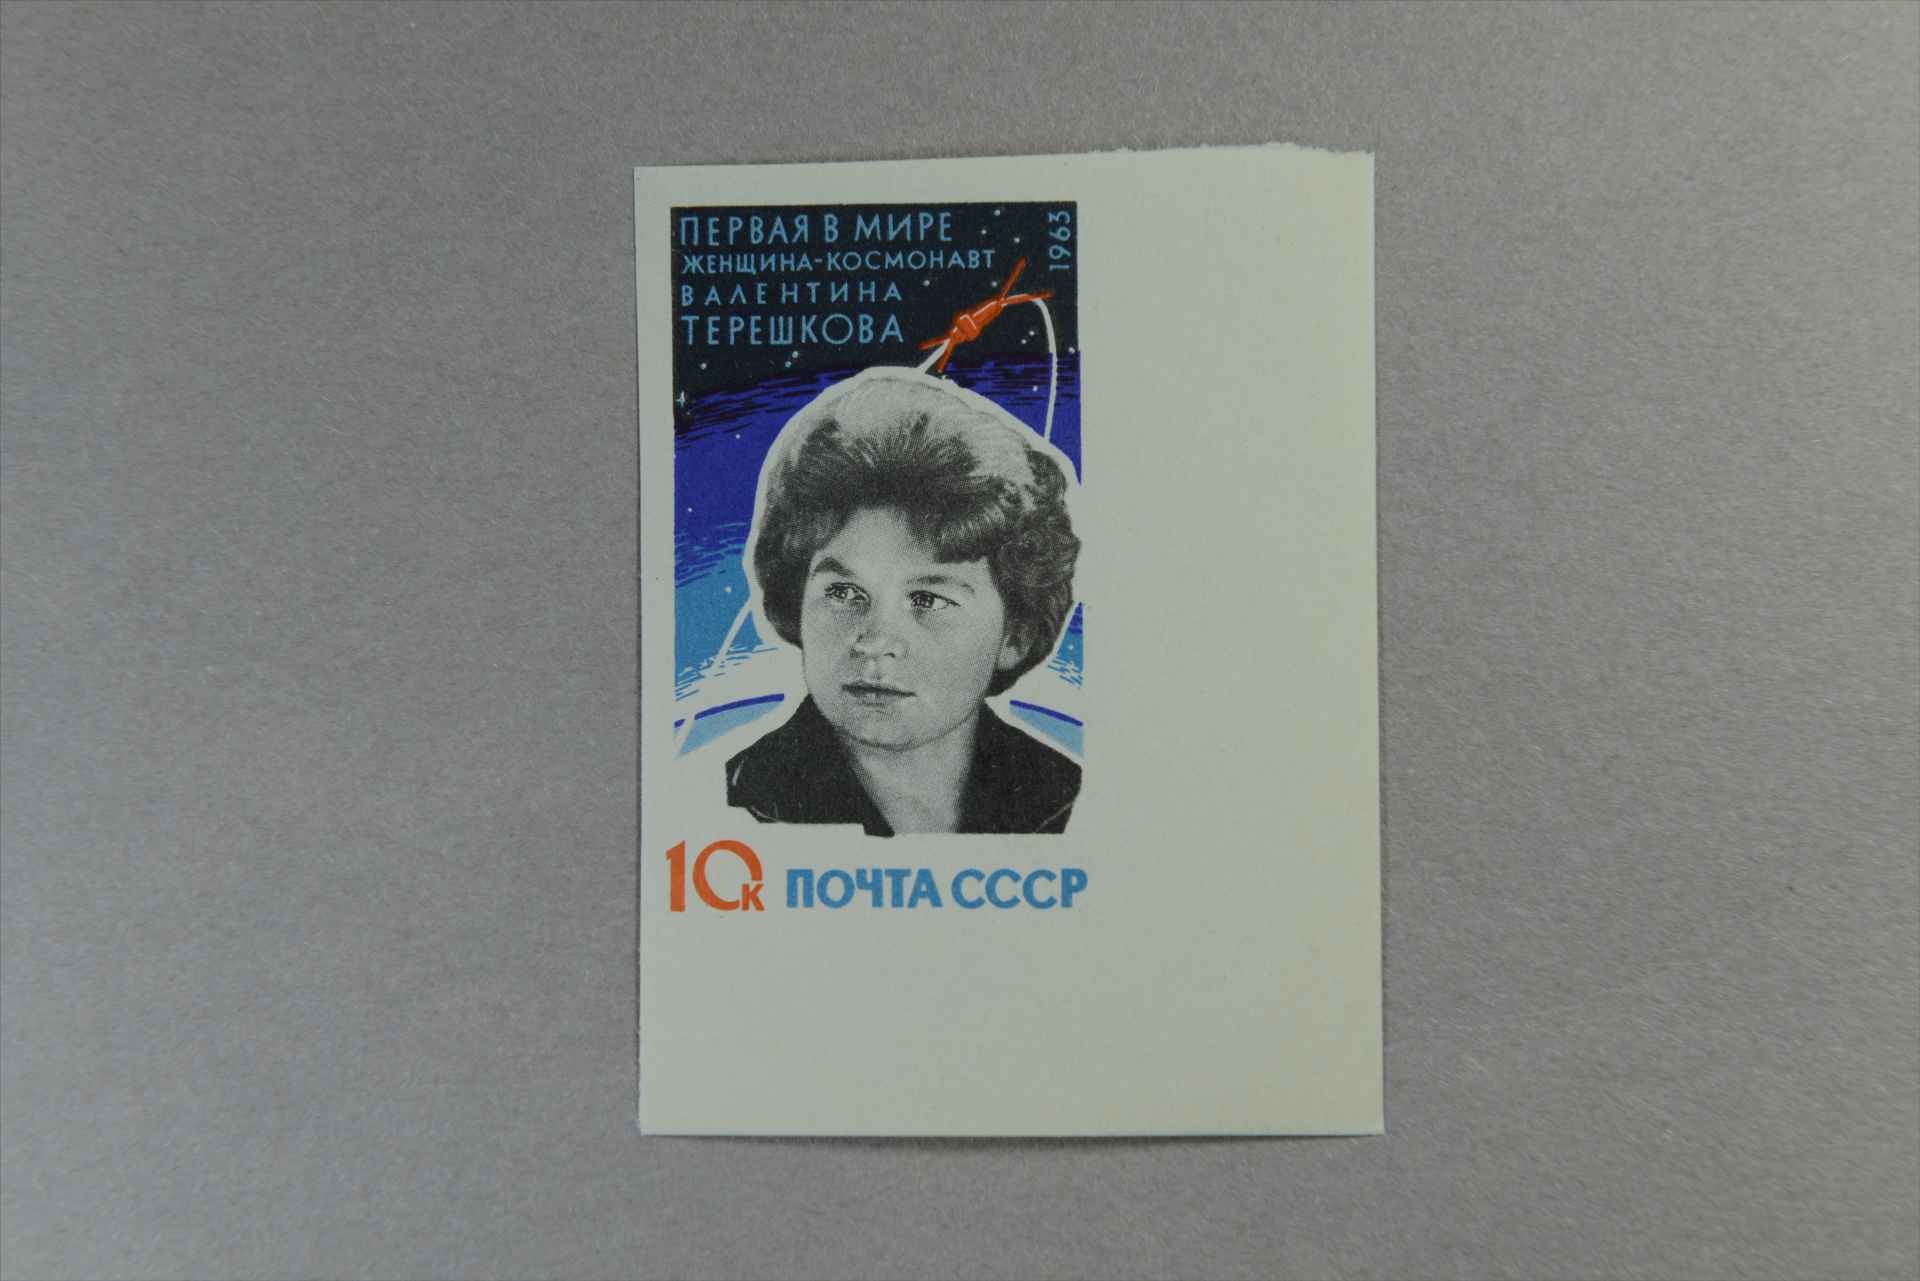 ПЕРВАЯ В МИРЕ
ЖЕНЩИНА-КОСМОНАВТ
ВАЛЕНТИНА
ТЕРЕШКОВА
1963
10к ПОЧТА СССР